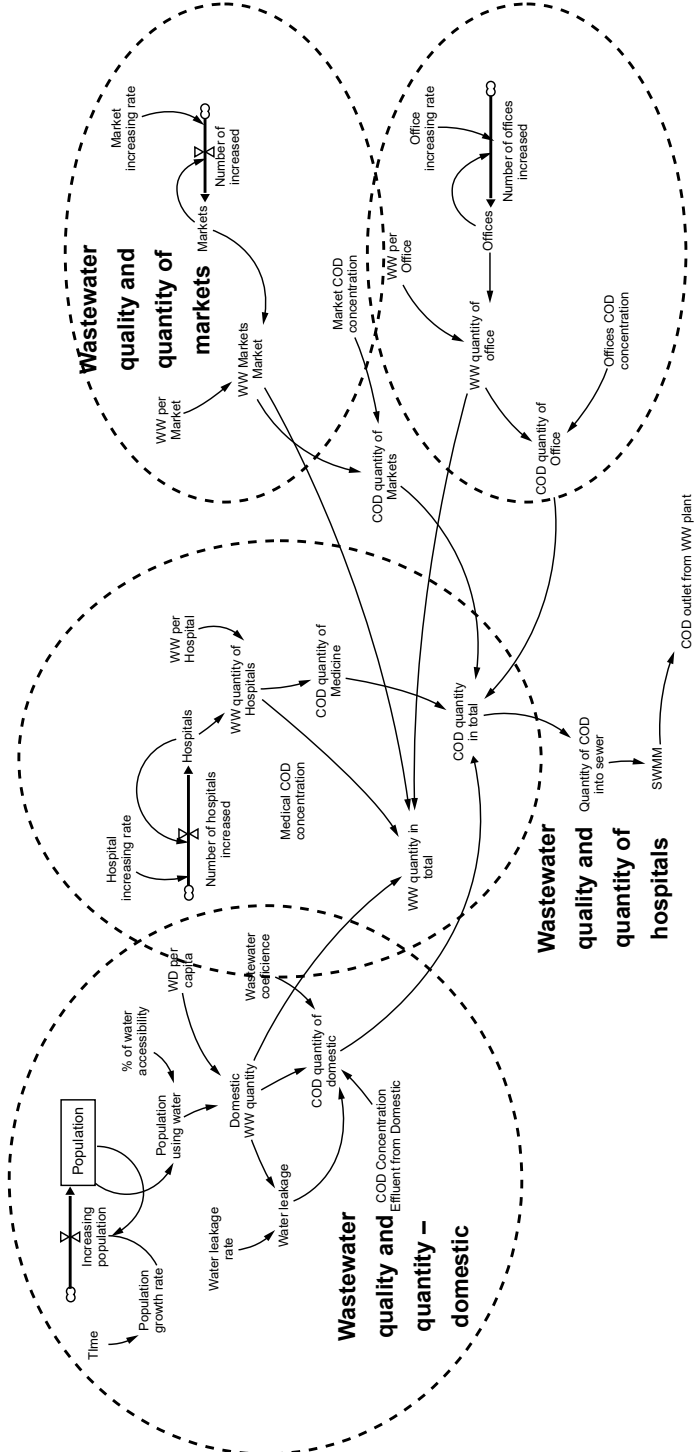 TIme
Population
growth rate
Increasing
population
Population
Population
using water
% of water
accessibility
WD per
capita
Water leakage
rate
Water leakage
Domestic
WW quantity
Wastewater
coeficience
COD quantity of
domestic
COD Concentration
Effluent from Domestic
Wastewater
quality and
quantity –
domestic
Hospital
increasing rate
Number of hospitals
increased
Hospitals
WW per
Hospital
WW quantity of
Hospitals
Medical COD
concentration
COD quantity of
Medicine
WW quantity in
total
COD quantity
in total
Quantity of COD
into sewer
SWMM
COD outlet from WW plant
Wastewater
quality and
quantity of
hospitals
Market
increasing rate
Number of
increased
Markets
Wastewater
quality and
quantity of
markets
WW per
Market
WW Markets
Market
Market COD
concentration
COD quantity of
Markets
Office
increasing rate
Number of offices
increased
Offices
WW per
Office
WW quantity of
office
COD quantity of
Office
Offices COD
concentration